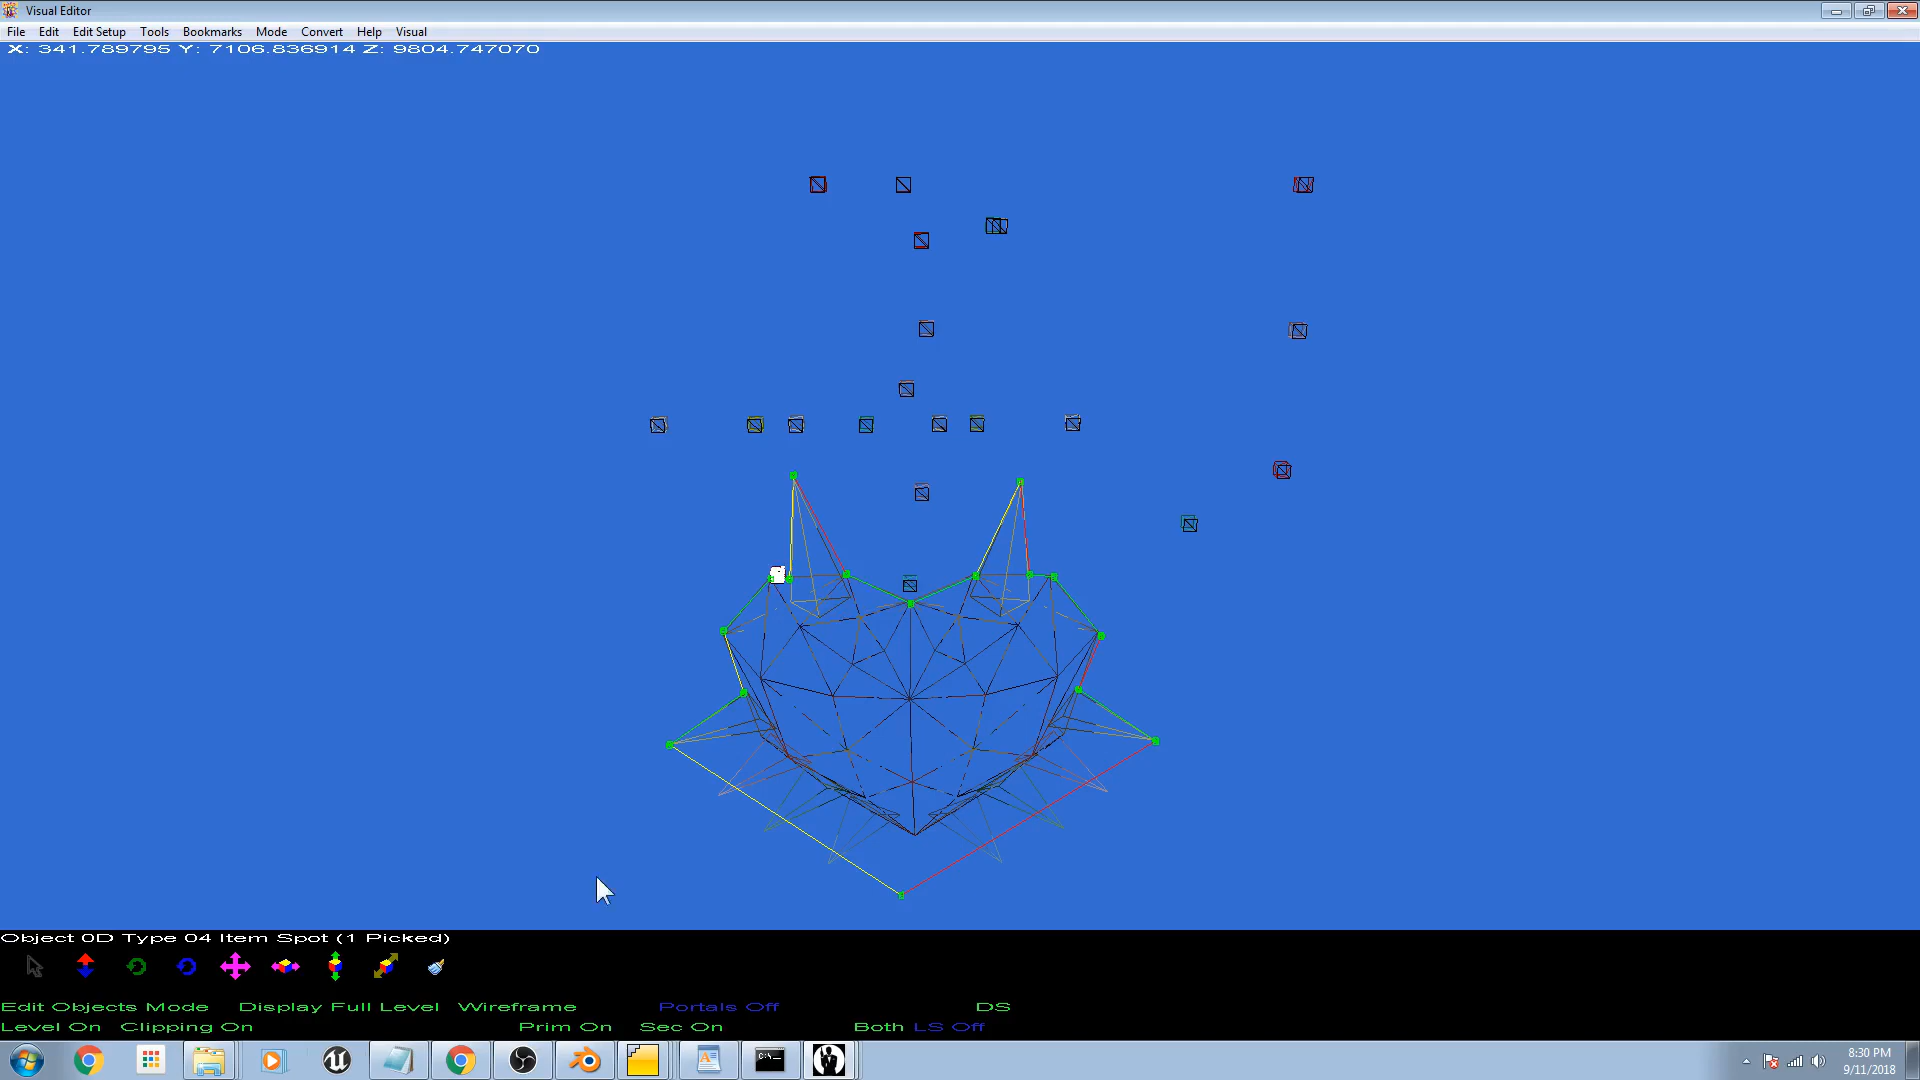 Visual Editor
File Edit Edit Setup Tools Bookmarks Mode Convert Help Visual
X: 341.789795 Y: 7106.836914 Z: 9804.747070
Object 0D Type 04 Item Spot (1 Picked)
Edit Objects Mode Display Full Level Wireframe Portals Off DS
Level On Clipping On Prim On Sec On Both LS Off
8:30 PM
9/11/2018